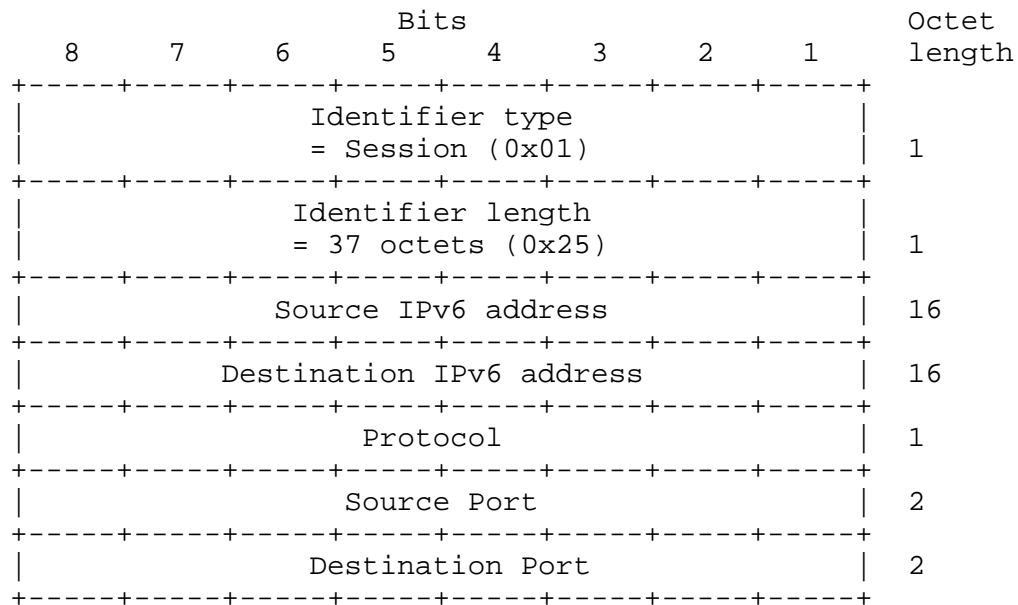 Bits Octet
8 7 6 5 4 3 2 1 length
+-----+-----+-----+-----+-----+-----+-----+-----+
| Identifier type |
| = Session (0x01) | 1
+-----+-----+-----+-----+-----+-----+-----+-----+
| Identifier length |
| = 37 octets (0x25) | 1
+-----+-----+-----+-----+-----+-----+-----+-----+
| Source IPv6 address | 16
+-----+-----+-----+-----+-----+-----+-----+-----+
| Destination IPv6 address | 16
+-----+-----+-----+-----+-----+-----+-----+-----+
| Protocol | 1
+-----+-----+-----+-----+-----+-----+-----+-----+
| Source Port | 2
+-----+-----+-----+-----+-----+-----+-----+-----+
| Destination Port | 2
+-----+-----+-----+-----+-----+-----+-----+-----+